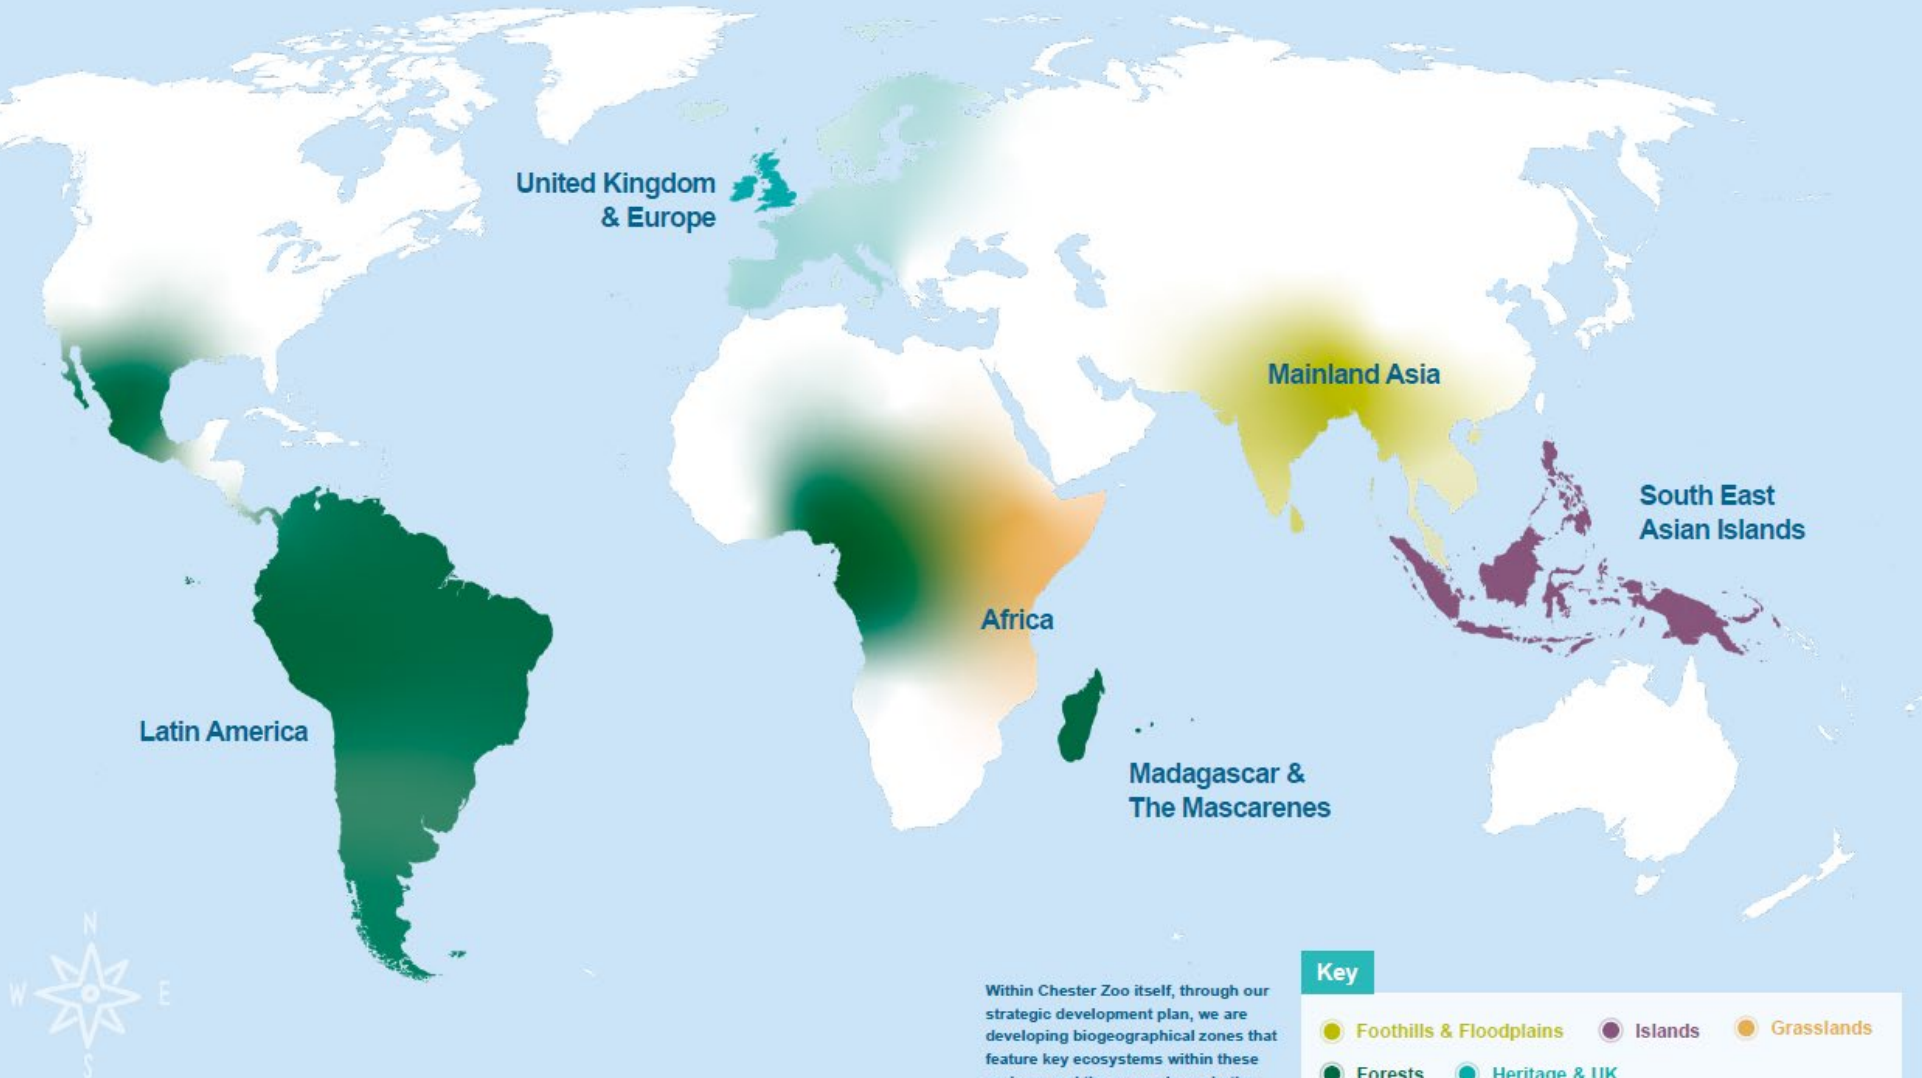 United Kingdom
& Europe
Mainland Asia
South East
Asian Islands
Africa
Latin America
Madagascar &
The Mascarenes
N
W
E
S
Within Chester Zoo itself, through our
strategic development plan, we are
developing biogeographical zones that
feature key ecosystems within these
Key
Foothills & Floodplains
Islands
Grasslands
Forests
Heritage & UK